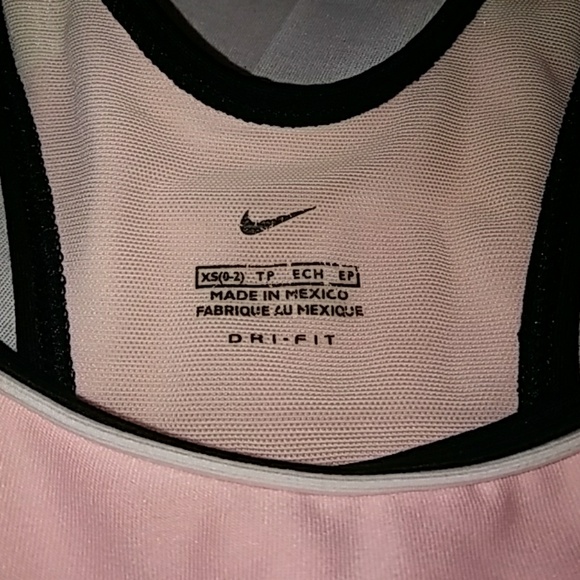 XS(0-2) TP ECH EP
MADE IN MEXICO
FABRIQUE AU MEXIQUE
DRI-FIT